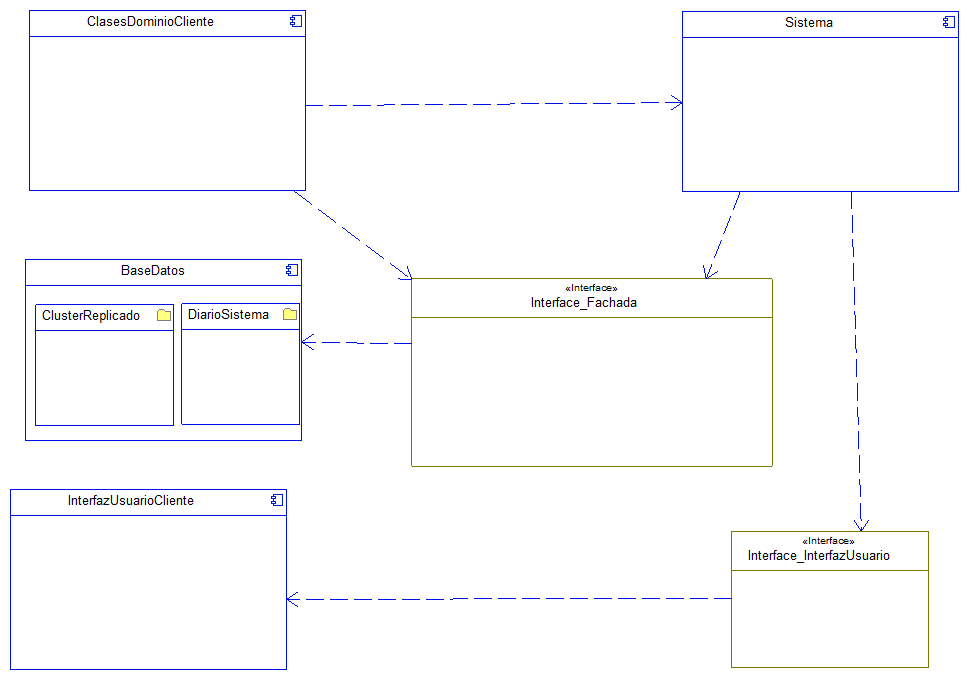 ClasesDominioCliente
Sistema
BaseDatos
ClusterReplicado
DiarioSistema
«Interface»
Interface_Fachada
InterfazUsuarioCliente
«Interface»
Interface_InterfazUsuario